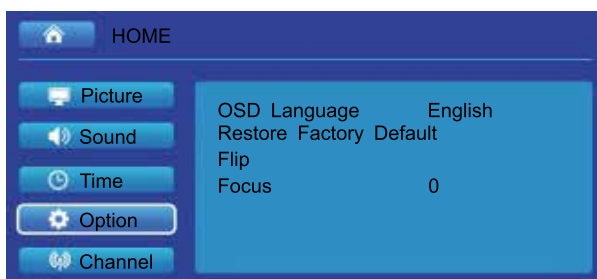 HOME
Picture
Sound
Time
Option
Channel
OSD Language English
Restore Factory Default
Flip
Focus 0